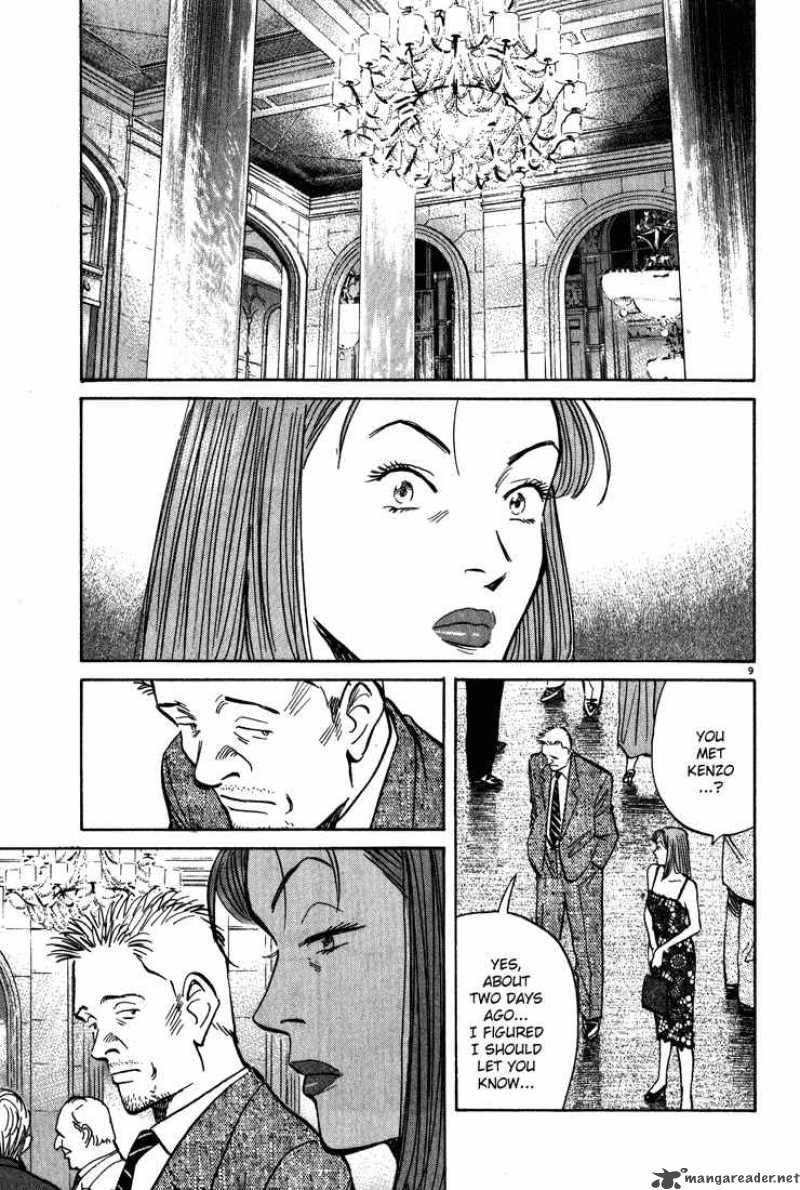 9
YOU
MET
KENZO
...?
YES,
ABOUT
TWO DAYS
AGO...
I FIGURED
I SHOULD
LET YOU
KNOW...
mangareader.net